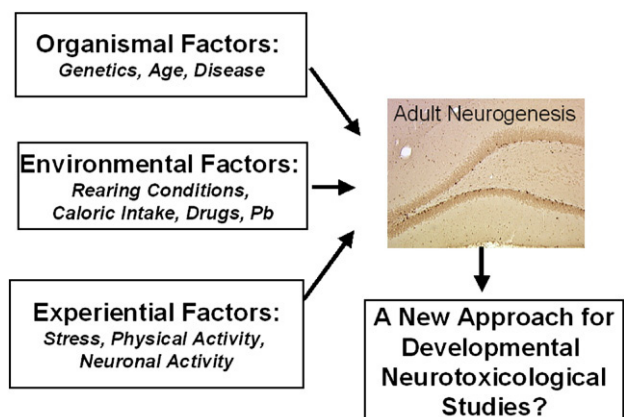 Organismal Factors:
Genetics, Age, Disease
Environmental Factors:
Rearing Conditions,
Caloric Intake, Drugs, Pb
Experiential Factors:
Stress, Physical Activity,
Neuronal Activity
Adult Neurogenesis
A New Approach for
Developmental
Neurotoxicological
Studies?